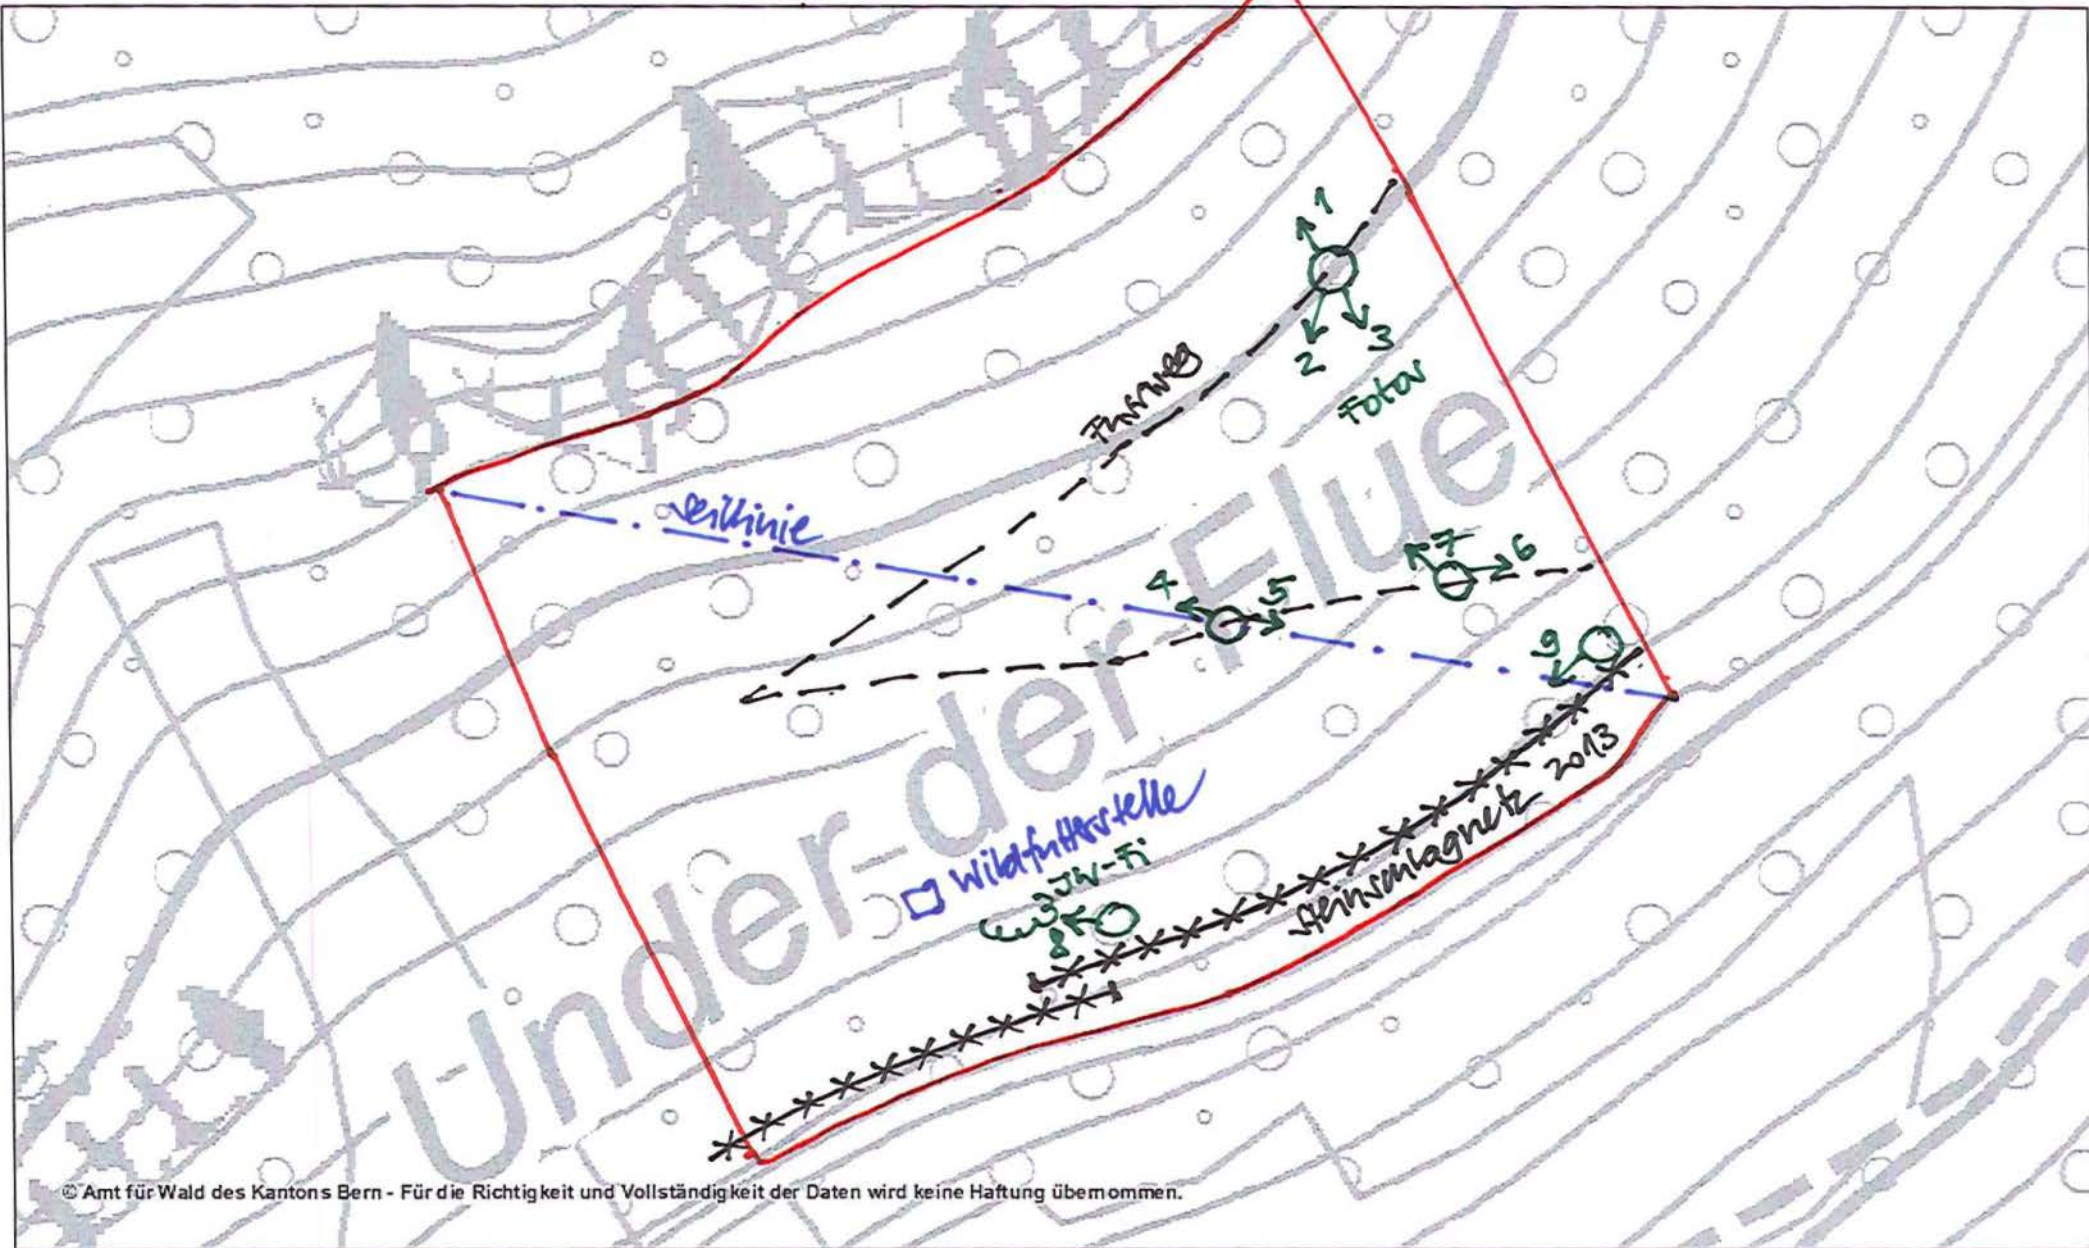 1
2
3
Fotos
Fussweg
Seillinie
4
5
7
6
9
Under-der-Flue
Steinschlagnetz 2013
Wildfutterstelle
JW-Fi
8
© Amt für Wald des Kantons Bern - Für die Richtigkeit und Vollständigkeit der Daten wird keine Haftung übernommen.